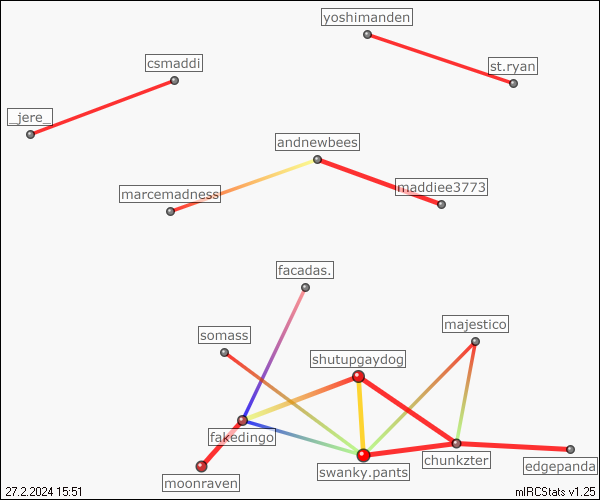 yoshimanden
csmaddi
st.ryan
_jere_
andnewbees
marcemadness
maddiee3773
facadas.
majestico
somass
shutupgaydog
fakedingo
chunkzter
swanky.pants
edgepanda
moonraven
27.2.2024 15:51
mIRCStats v1.25